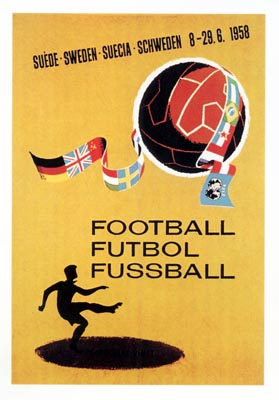 SUÈDE · SWEDEN · SUECIA · SCHWEDEN 8-29.6. 1958
FOOTBALL
FUTBOL
FUSSBALL